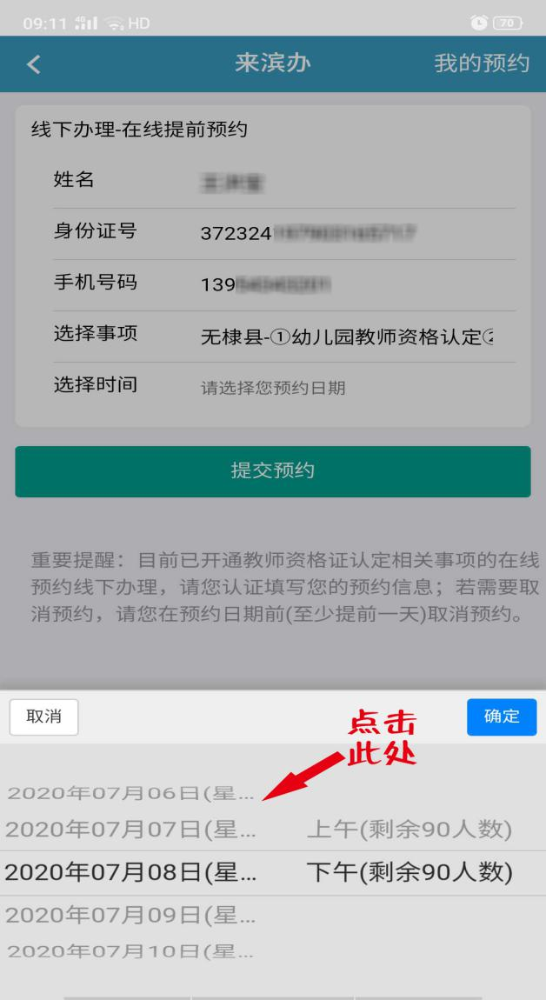 09:11 4G HD 70
来滨办 我的预约
线下办理-在线提前预约
姓名
身份证号 372324
手机号码 139
选择事项 无棣县-①幼儿园教师资格认定②
选择时间 请选择您预约日期
提交预约
重要提醒：目前已开通教师资格证认定相关事项的在线
预约线下办理，请您认证填写您的预约信息；若需要取
消预约，请您在预约日期前(至少提前一天)取消预约。
取消 点击 确定
此处
2020年07月06日(星...
2020年07月07日(星... 上午(剩余90人数)
2020年07月08日(星... 下午(剩余90人数)
2020年07月09日(星...
2020年07月10日(星...